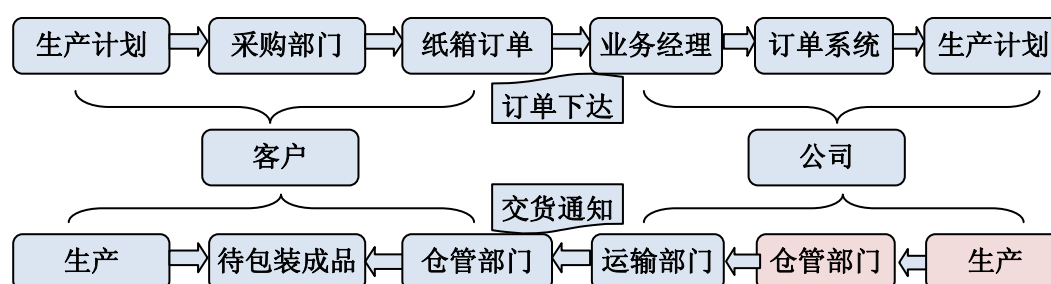 生产计划
采购部门
纸箱订单
业务经理
订单系统
生产计划
订单下达
客户
公司
交货通知
生产
待包装成品
仓管部门
运输部门
仓管部门
生产